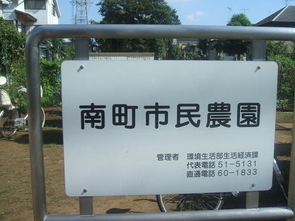 南町市民農園
管理者 環境生活部生活経済課
代表電話 51-5131
直通電話 60-1833